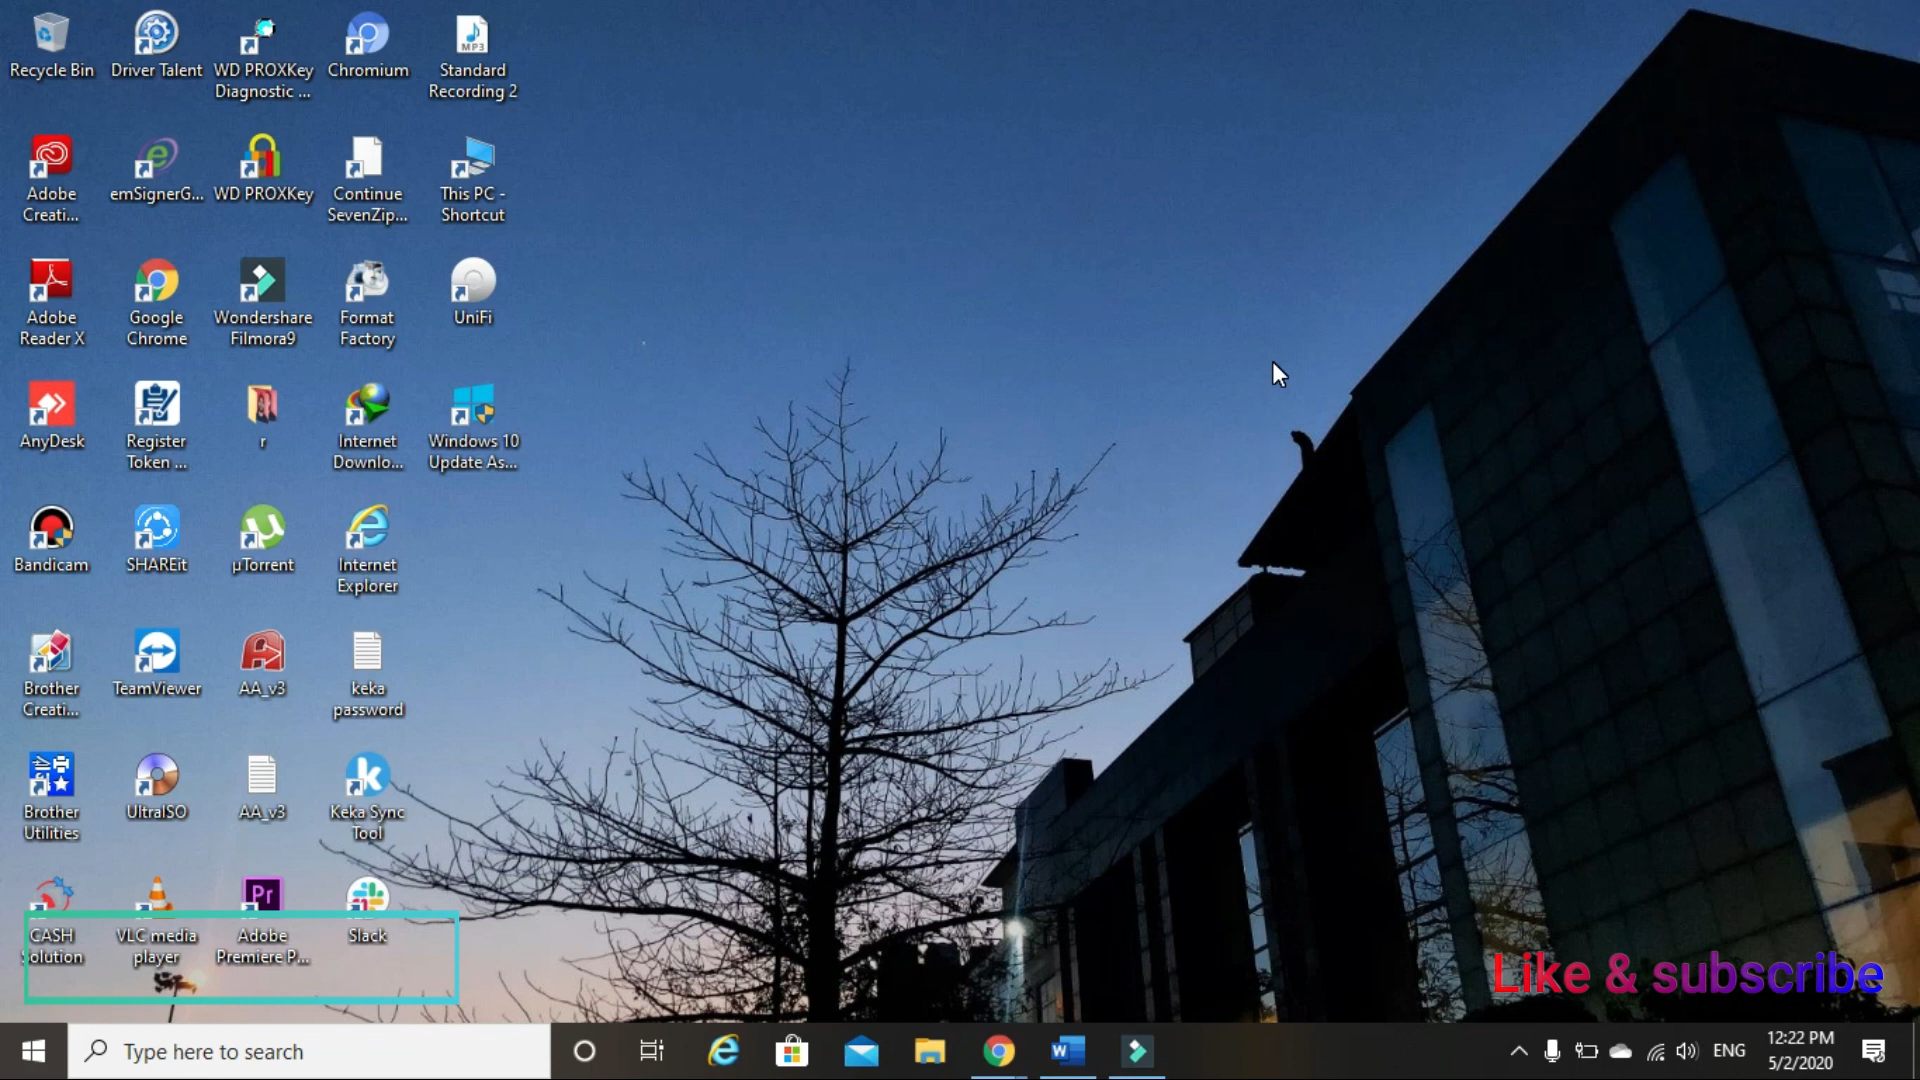 Recycle Bin
Driver Talent
WD PROXKey
Diagnostic ...
Chromium
MP3
Standard
Recording 2
Adobe
Creati...
emSignerG...
WD PROXKey
Continue
SevenZip...
This PC -
Shortcut
Adobe
Reader X
Google
Chrome
Wondershare
Filmora9
Format
Factory
UniFi
AnyDesk
Register
Token ...
r
Internet
Downlo...
Windows 10
Update As...
Bandicam
SHAREit
µTorrent
Internet
Explorer
Brother
Creati...
TeamViewer
AA_v3
keka
password
Brother
Utilities
UltraISO
AA_v3
Keka Sync
Tool
CASH
Solution
VLC media
player
Pr
Adobe
Premiere P...
Slack
Like & subscribe
Type here to search
ENG
12:22 PM
5/2/2020